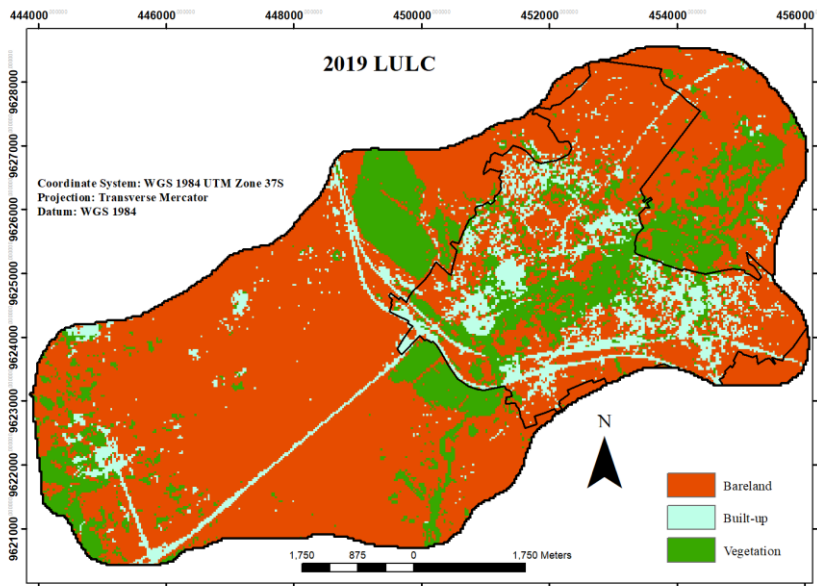 444000 446000 448000 450000 452000 454000 456000
2019 LULC
9628000
9627000
9626000
9625000
9624000
9623000
9622000
9621000
Coordinate System: WGS 1984 UTM Zone 37S
Projection: Transverse Mercator
Datum: WGS 1984
N
Bareland
Built-up
Vegetation
1,750 875 0 1,750 Meters